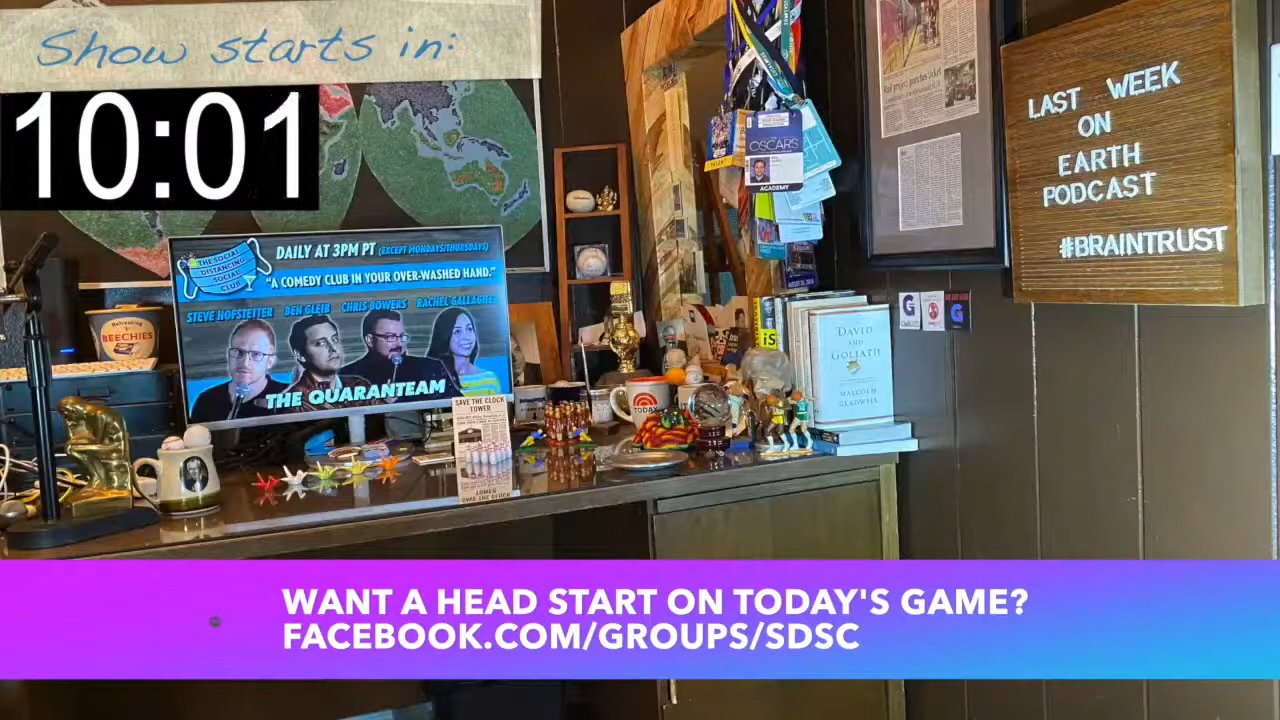 Show starts in:
10:01
THE SOCIAL
DISTANCING
SOCIAL
CLUB
DAILY AT 3PM PT (EXCEPT MONDAYS/THURSDAYS)
"A COMEDY CLUB IN YOUR OVER-WASHED HAND."
STEVE HOFSTETTER BEN GLEIB CHRIS BOWERS RACHEL GALLAGHER
THE QUARANTEAM
BEECHIES
SAVE THE CLOCK
TOWER
TODAY
OSCARS
ACADEMY
iS
DAVID
AND
GOLIATH
MALCOLM
GLADWELL
LAST WEEK
ON
EARTH
PODCAST
#BRAINTRUST
WANT A HEAD START ON TODAY'S GAME?
FACEBOOK.COM/GROUPS/SDSC